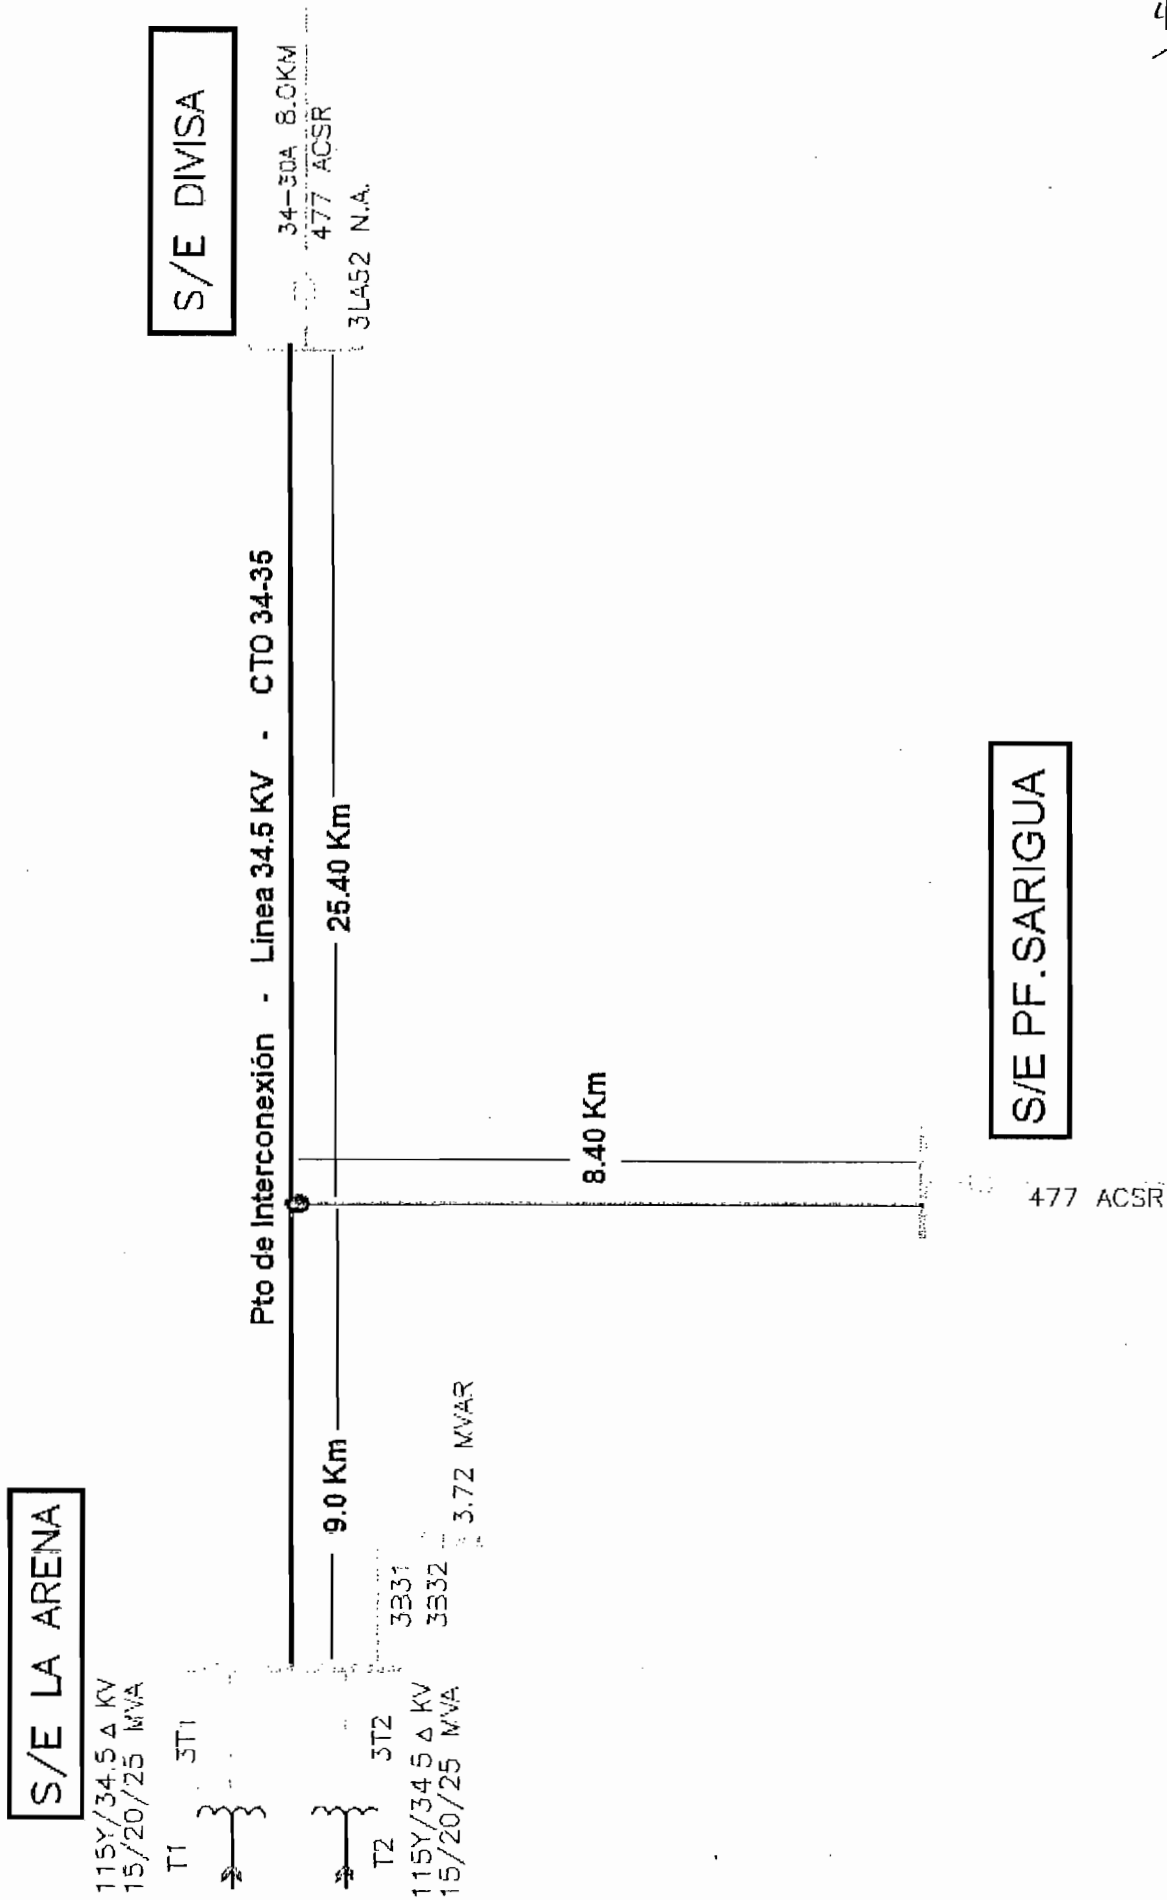 S/E LA ARENA
115Y/34.5 Δ KV
15/20/25 MVA
T1
3T1
T2
3T2
115Y/34 5 Δ KV
15/20/25 MVA
3B31
3B32
3.72 MVAR
9.0 Km
Pto de Interconexión - Linea 34.5 KV - CTO 34-35
25.40 Km
8.40 Km
S/E DIVISA
34-30A 8.0KM
477 ACSR
3LA52 N.A.
S/E PF.SARIGUA
477 ACSR